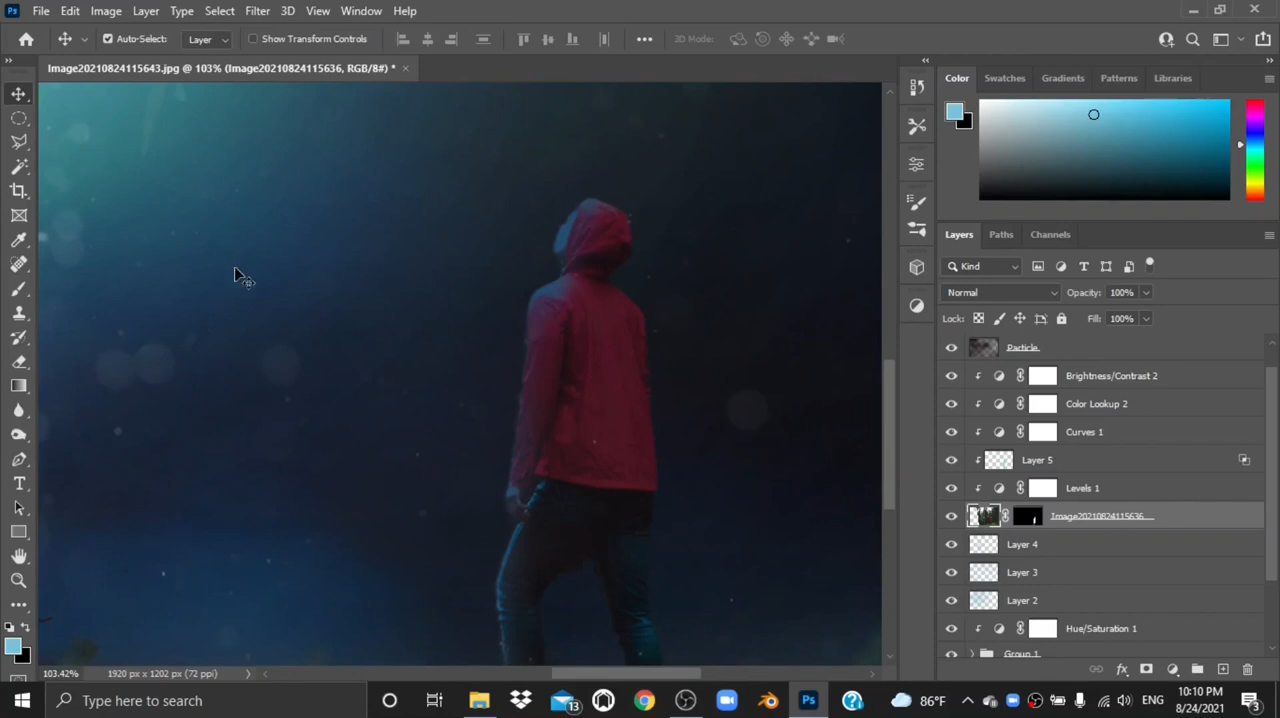 Ps File Edit Image Layer Type Select Filter 3D View Window Help
Auto-Select: Layer Show Transform Controls 3D Mode:
Image20210824115643.jpg @ 103% (Image20210824115636, RGB/8#) * ×
Color Swatches Gradients Patterns Libraries
Layers Paths Channels
Kind
Normal Opacity: 100%
Lock: Fill: 100%
Particle
Brightness/Contrast 2
Color Lookup 2
Curves 1
Layer 5
Levels 1
Image20210824115636
Layer 4
Layer 3
Layer 2
Hue/Saturation 1
Group 1
103.42% 1920 px x 1202 px (72 ppi)
Type here to search
13
Ps
86°F
ENG
10:10 PM
8/24/2021
3